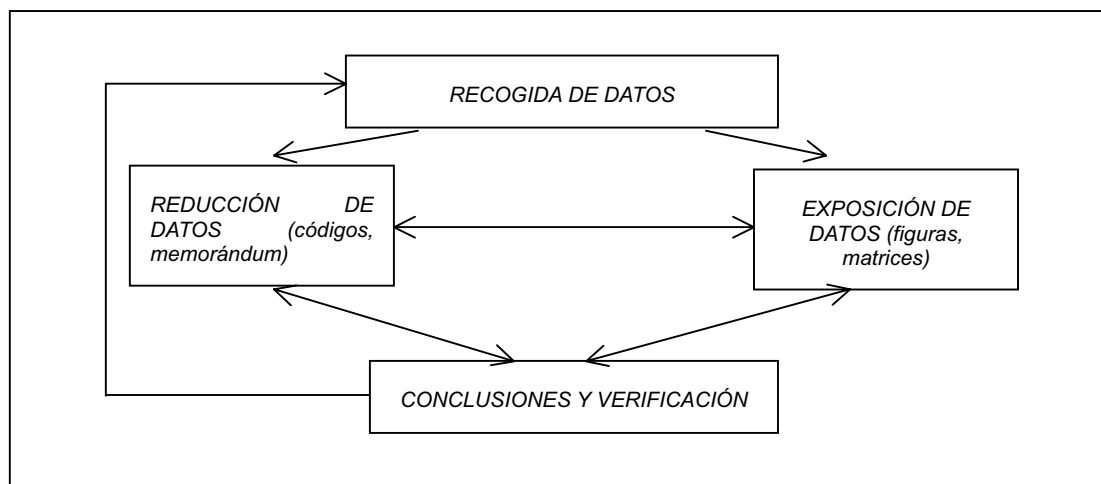 RECOGIDA DE DATOS
REDUCCIÓN DE
DATOS (códigos,
memorándum)
EXPOSICIÓN DE
DATOS (figuras,
matrices)
CONCLUSIONES Y VERIFICACIÓN